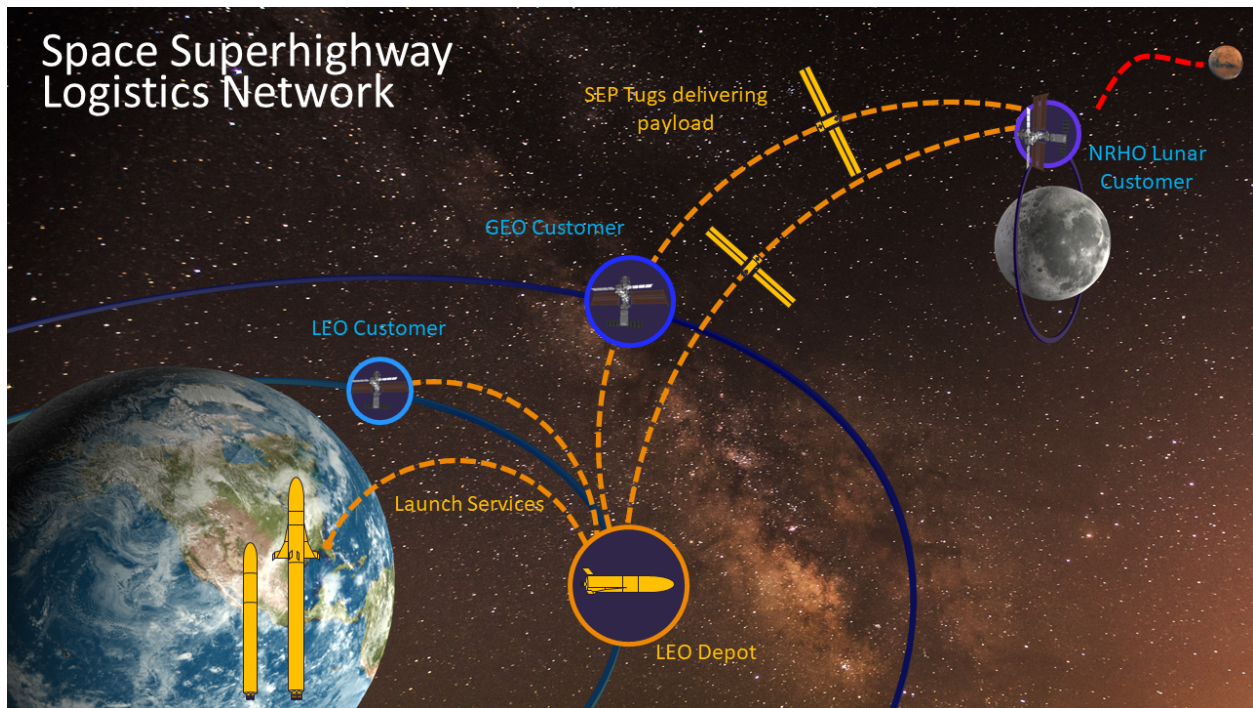 Space Superhighway
Logistics Network
SEP Tugs delivering
payload
NRHO Lunar
Customer
GEO Customer
LEO Customer
Launch Services
LEO Depot